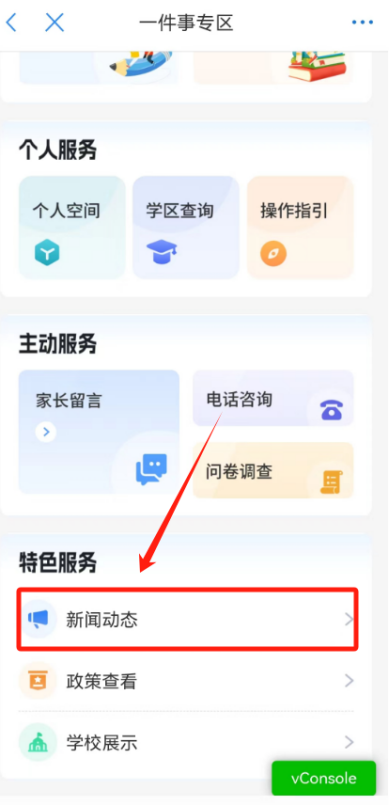 一件事专区
个人服务
个人空间
学区查询
操作指引
主动服务
家长留言
电话咨询
问卷调查
特色服务
新闻动态
政策查看
学校展示
vConsole